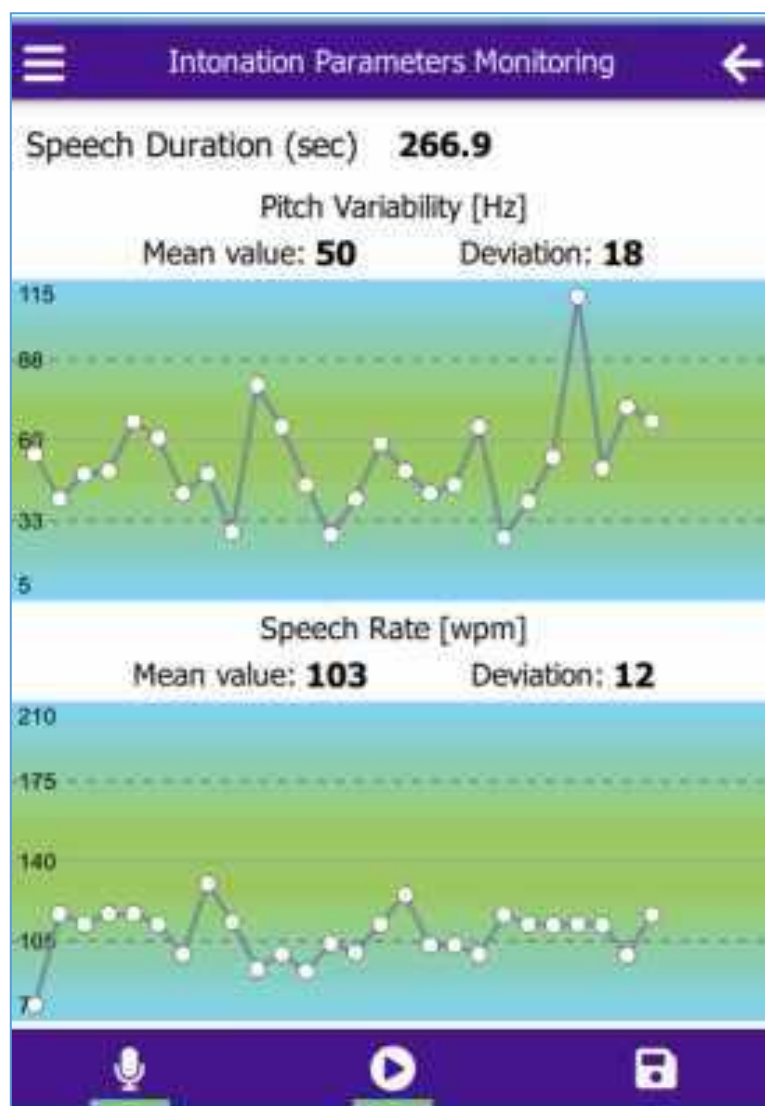 Intonation Parameters Monitoring
Speech Duration (sec) 266.9
Pitch Variability [Hz]
Mean value: 50 Deviation: 18
115
88
60
33
5
Speech Rate [wpm]
Mean value: 103 Deviation: 12
210
175
140
105